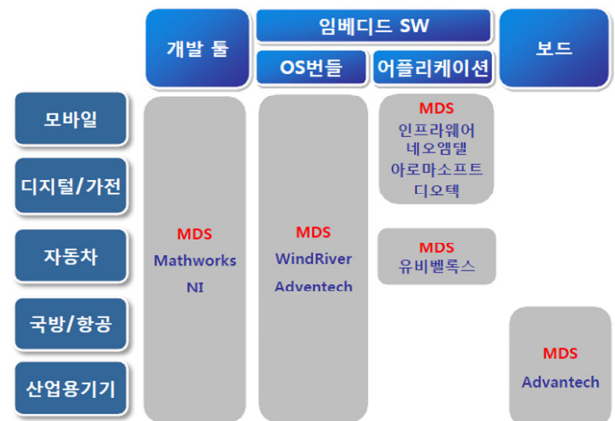 개발 툴
임베디드 SW
보드
OS번들
어플리케이션
모바일
디지털/가전
자동차
국방/항공
산업용기기
MDS
Mathworks
NI
MDS
WindRiver
Adventech
MDS
인프라웨어
네오엠델
아로마소프트
디오텍
MDS
유비벨록스
MDS
Advantech